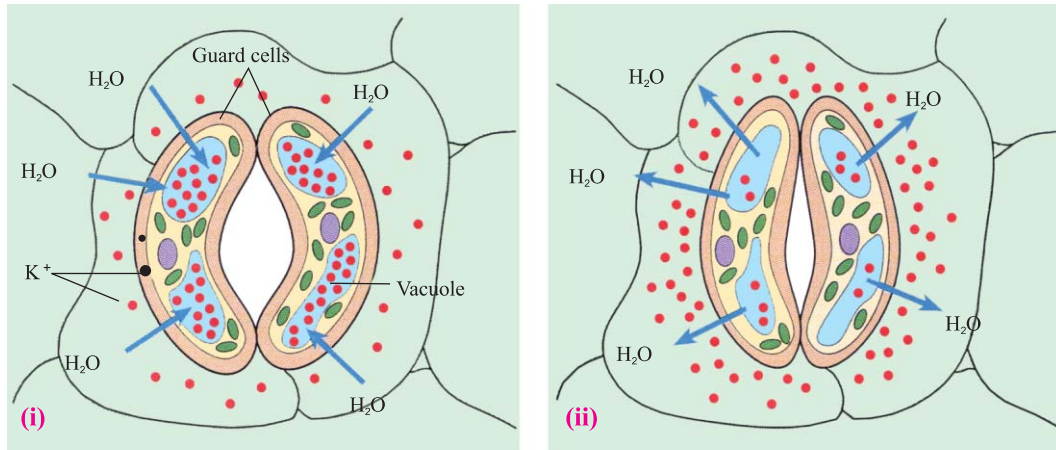 Guard cells
H₂O
H₂O
H₂O
K⁺
Vacuole
H₂O
H₂O
(i)
H₂O
H₂O
H₂O
H₂O
H₂O
(ii)